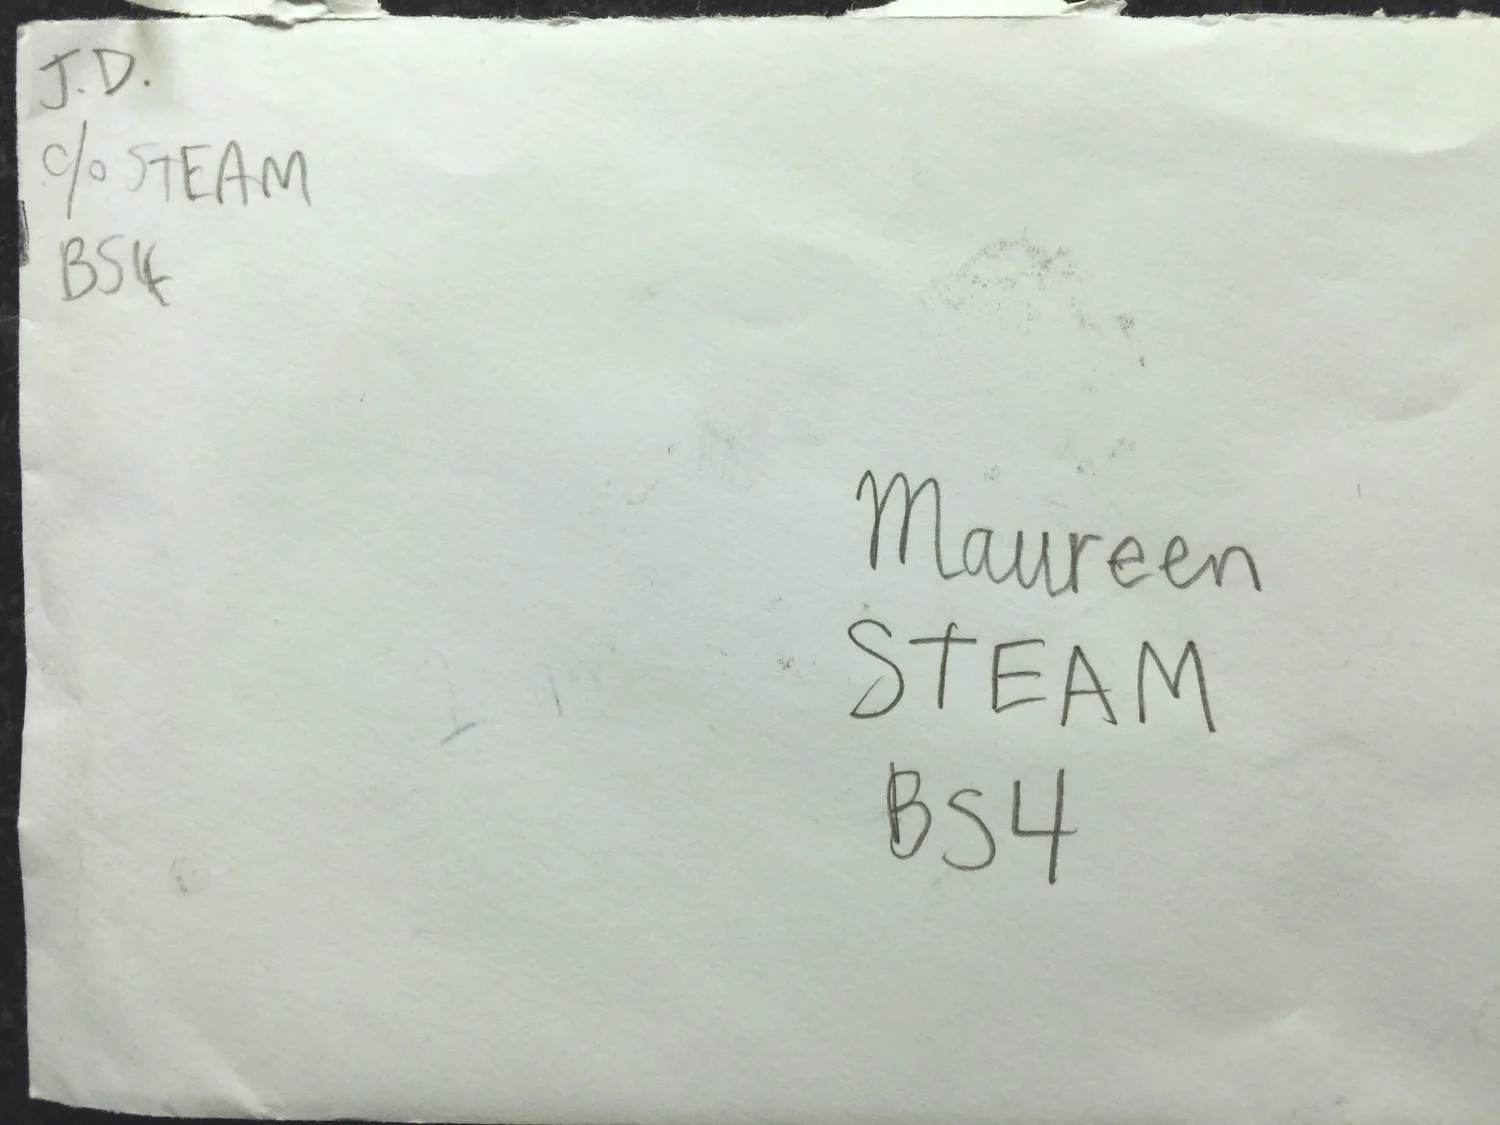 J.D.
c/o STEAM
BS4
Maureen
STEAM
BS4